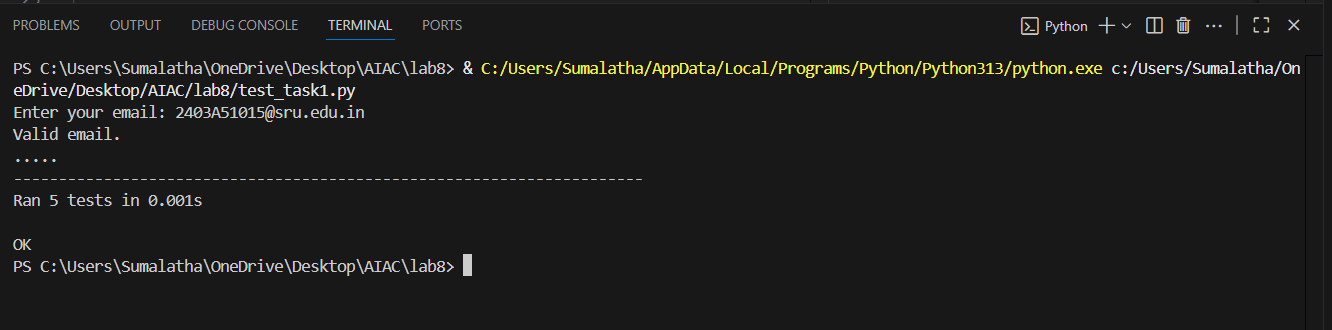 PROBLEMS OUTPUT DEBUG CONSOLE TERMINAL PORTS Python
PS C:\Users\Sumalatha\OneDrive\Desktop\AIAC\lab8> & C:/Users/Sumalatha/AppData/Local/Programs/Python/Python313/python.exe c:/Users/Sumalatha/On
eDrive/Desktop/AIAC/lab8/test_task1.py
Enter your email: 2403A51015@sru.edu.in
Valid email.
.....
----------------------------------------------------------------------
Ran 5 tests in 0.001s
OK
PS C:\Users\Sumalatha\OneDrive\Desktop\AIAC\lab8>